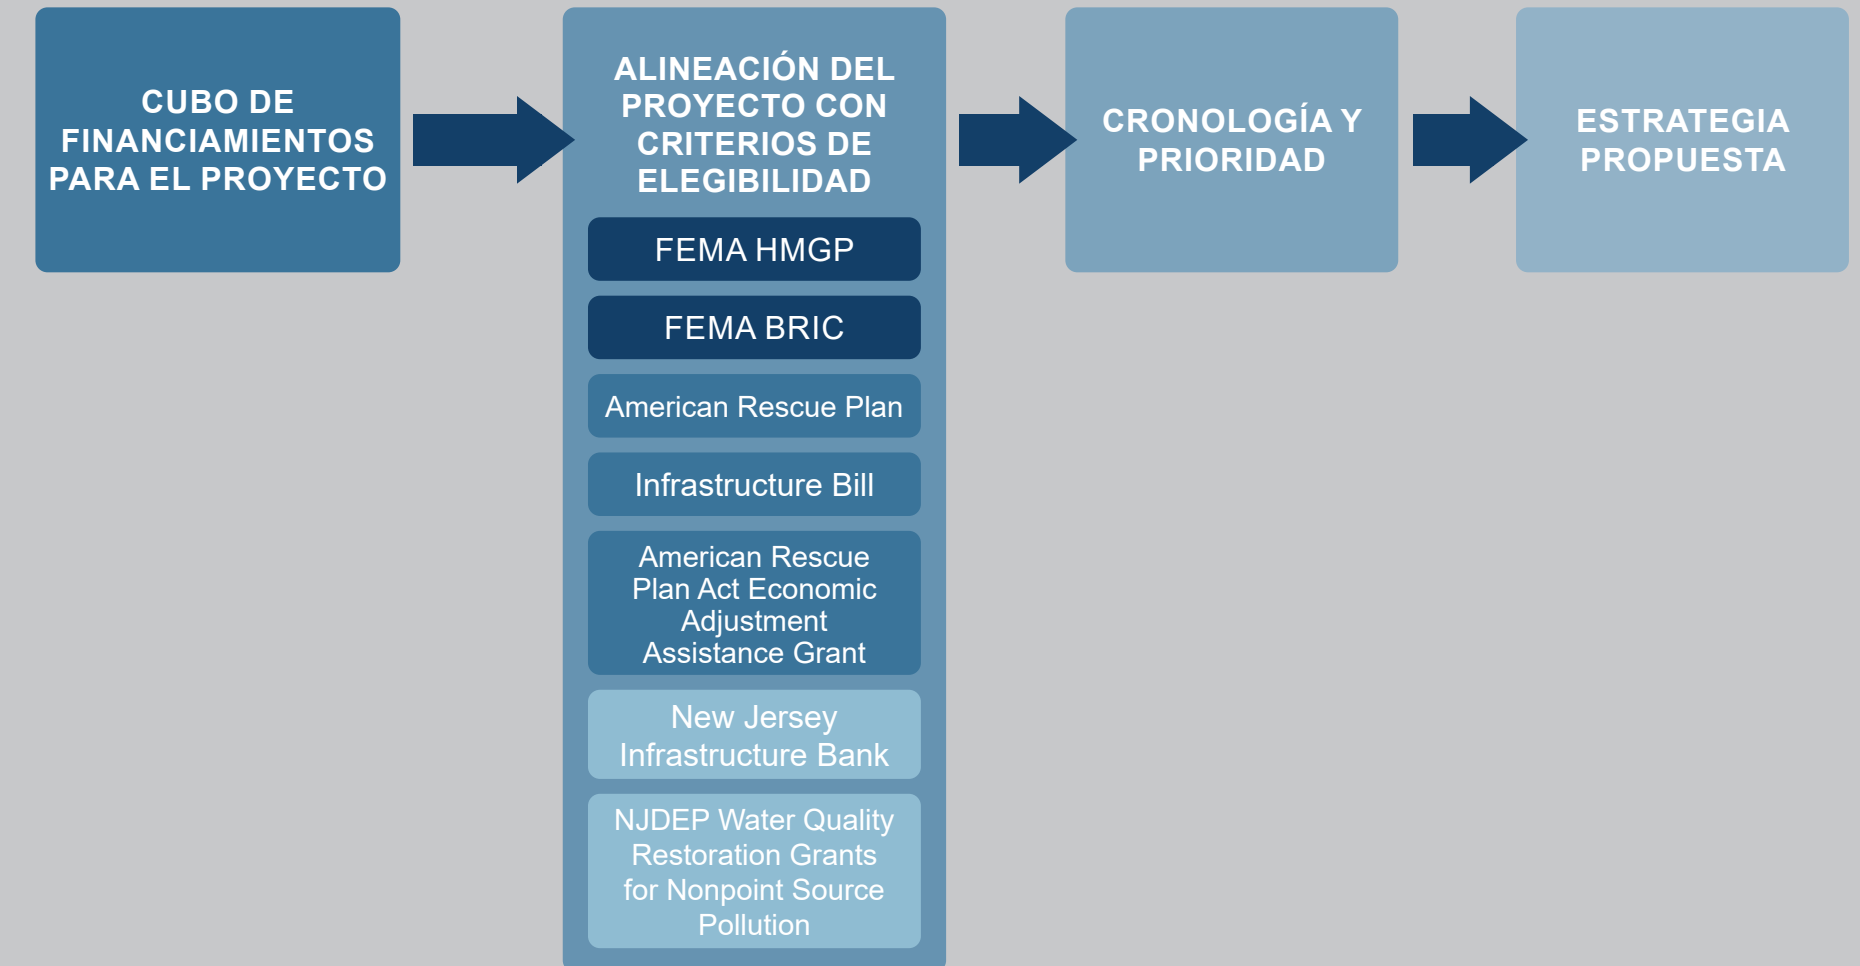 CUBO DE
FINANCIAMIENTOS
PARA EL PROYECTO
ALINEACIÓN DEL
PROYECTO CON
CRITERIOS DE
ELEGIBILIDAD
FEMA HMGP
FEMA BRIC
American Rescue Plan
Infrastructure Bill
American Rescue
Plan Act Economic
Adjustment
Assistance Grant
New Jersey
Infrastructure Bank
NJDEP Water Quality
Restoration Grants
for Nonpoint Source
Pollution
CRONOLOGÍA Y
PRIORIDAD
ESTRATEGIA
PROPUESTA